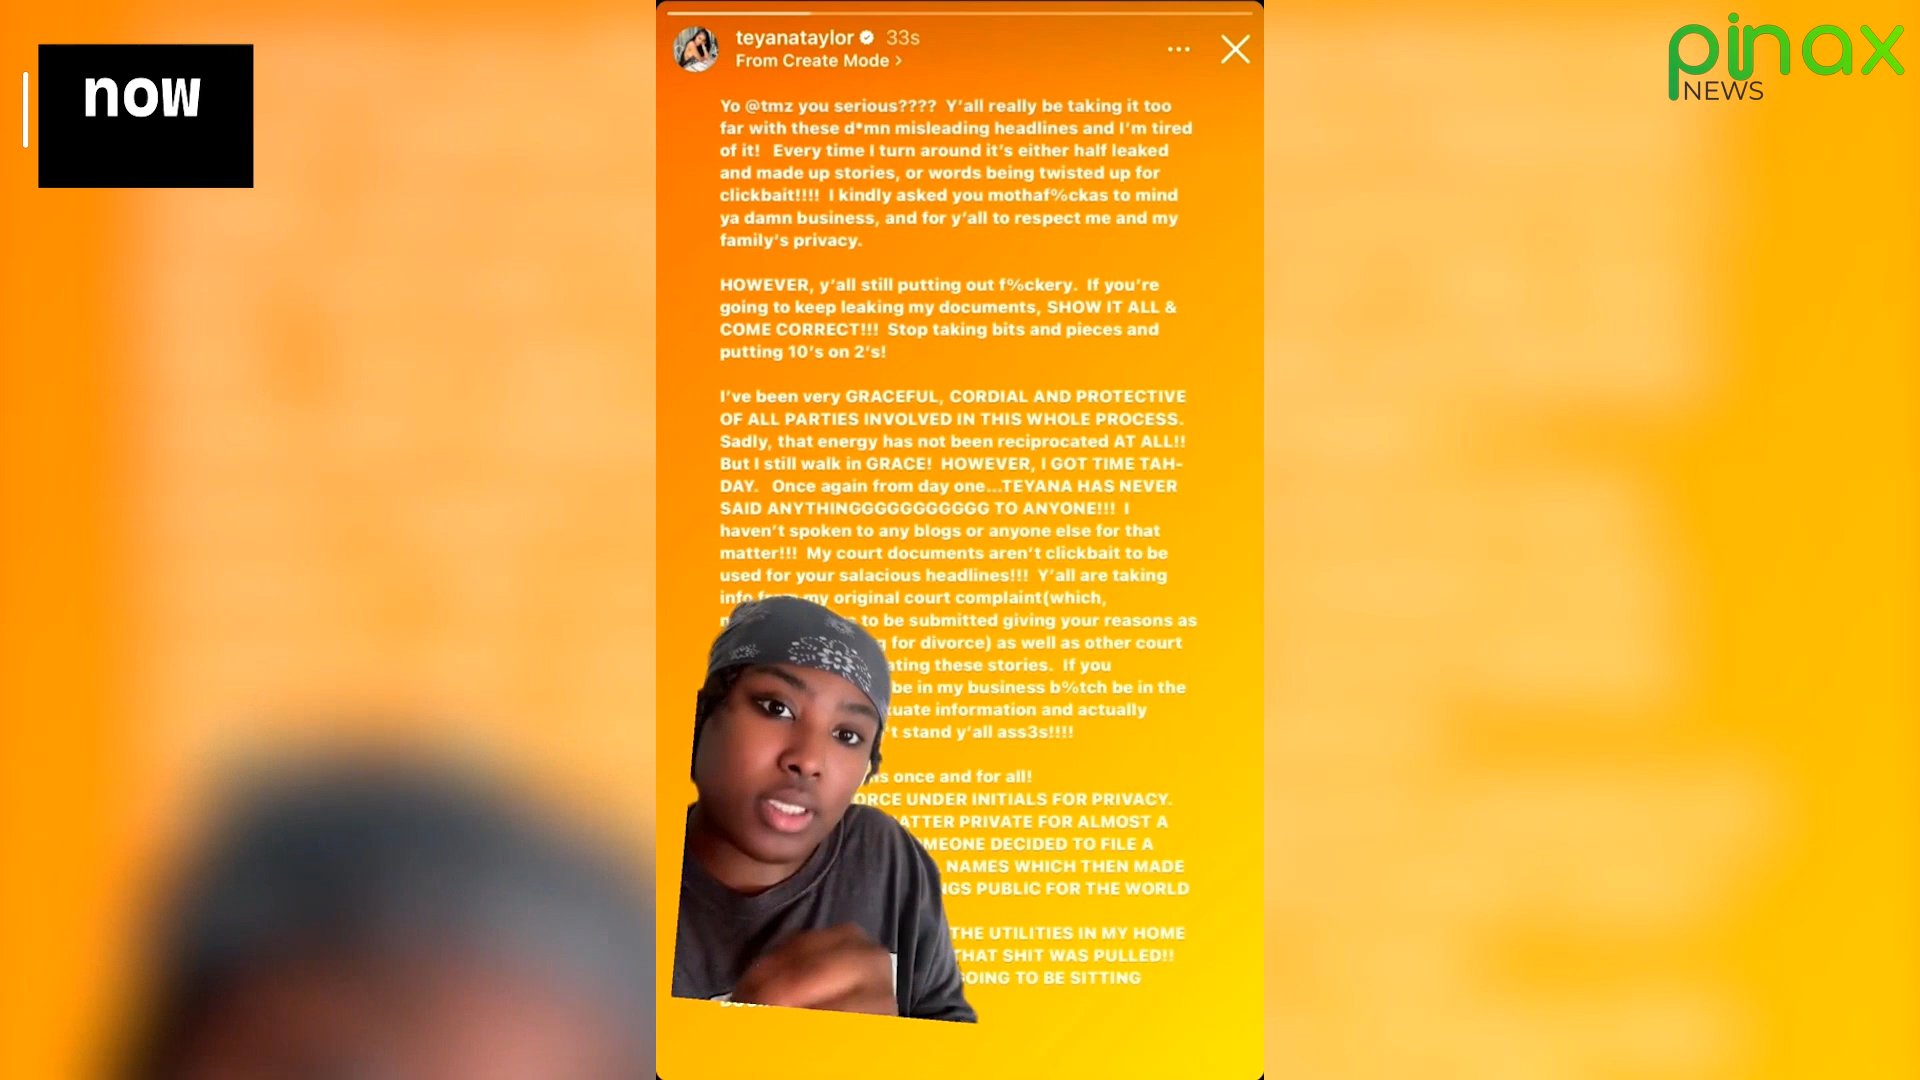 now
pinax
NEWS
teyanataylor 33s
From Create Mode >
Yo @tmz you serious???? Y'all really be taking it too
far with these d*mn misleading headlines and I'm tired
of it! Every time I turn around it's either half leaked
and made up stories, or words being twisted up for
clickbait!!!! I kindly asked you mothaf%ckas to mind
ya damn business, and for y'all to respect me and my
family's privacy.
HOWEVER, y'all still putting out f%ckery. If you're
going to keep leaking my documents, SHOW IT ALL &
COME CORRECT!!! Stop taking bits and pieces and
putting 10's on 2's!
I've been very GRACEFUL, CORDIAL AND PROTECTIVE
OF ALL PARTIES INVOLVED IN THIS WHOLE PROCESS.
Sadly, that energy has not been reciprocated AT ALL!!
But I still walk in GRACE! HOWEVER, I GOT TIME TAH-
DAY. Once again from day one...TEYANA HAS NEVER
SAID ANYTHINGGGGGGGGGGG TO ANYONE!!! I
haven't spoken to any blogs or anyone else for that
matter!!! My court documents aren't clickbait to be
used for your salacious headlines!!! Y'all are taking
info my original court complaint(which,
to be submitted giving your reasons as
for divorce) as well as other court
these stories. If you
be in my business b%tch be in the
information and actually
stand y'all ass3s!!!!
once and for all!
UNDER INITIALS FOR PRIVACY.
PRIVATE FOR ALMOST A
DECIDED TO FILE A
NAMES WHICH THEN MADE
PUBLIC FOR THE WORLD
THE UTILITIES IN MY HOME
THAT SHIT WAS PULLED!!
GOING TO BE SITTING